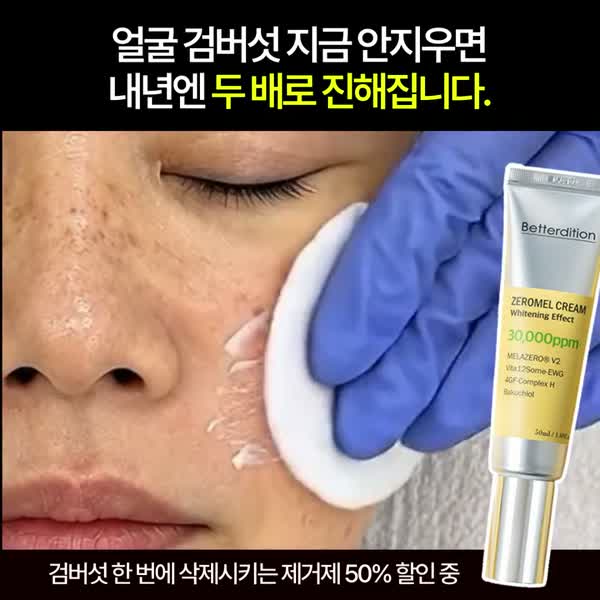 얼굴 검버섯 지금 안지우면
내년엔 두 배로 진해집니다.
Betterdition
ZEROMEL CREAM
Whitening Effect
30,000ppm
MELAZERO® V2
Vita12Some-EWG
4GF-Complex H
Bakuchiol
검버섯 한 번에 삭제시키는 제거제 50% 할인 중